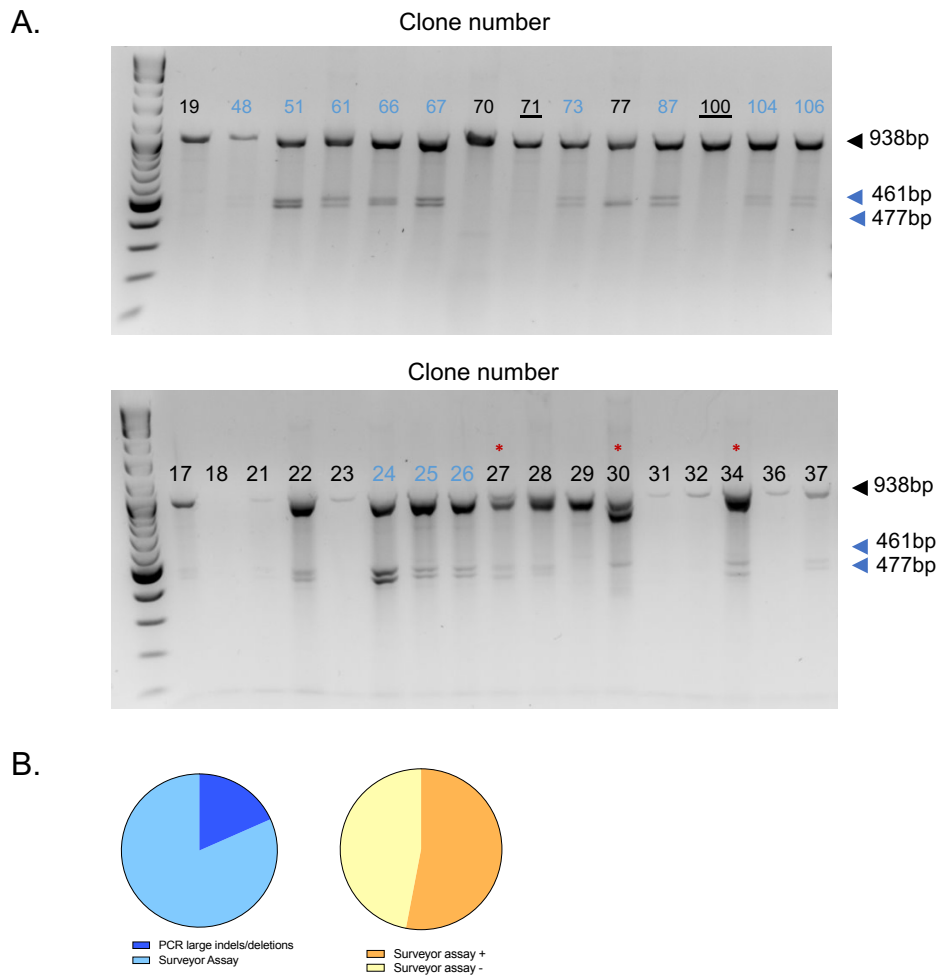 A.
Clone number
19 48 51 61 66 67 70 71 73 77 87 100 104 106
938bp
461bp
477bp
Clone number
* * *
17 18 21 22 23 24 25 26 27 28 29 30 31 32 34 36 37
938bp
461bp
477bp
B.
PCR large indels/deletions
Surveyor Assay
Surveyor assay +
Surveyor assay -